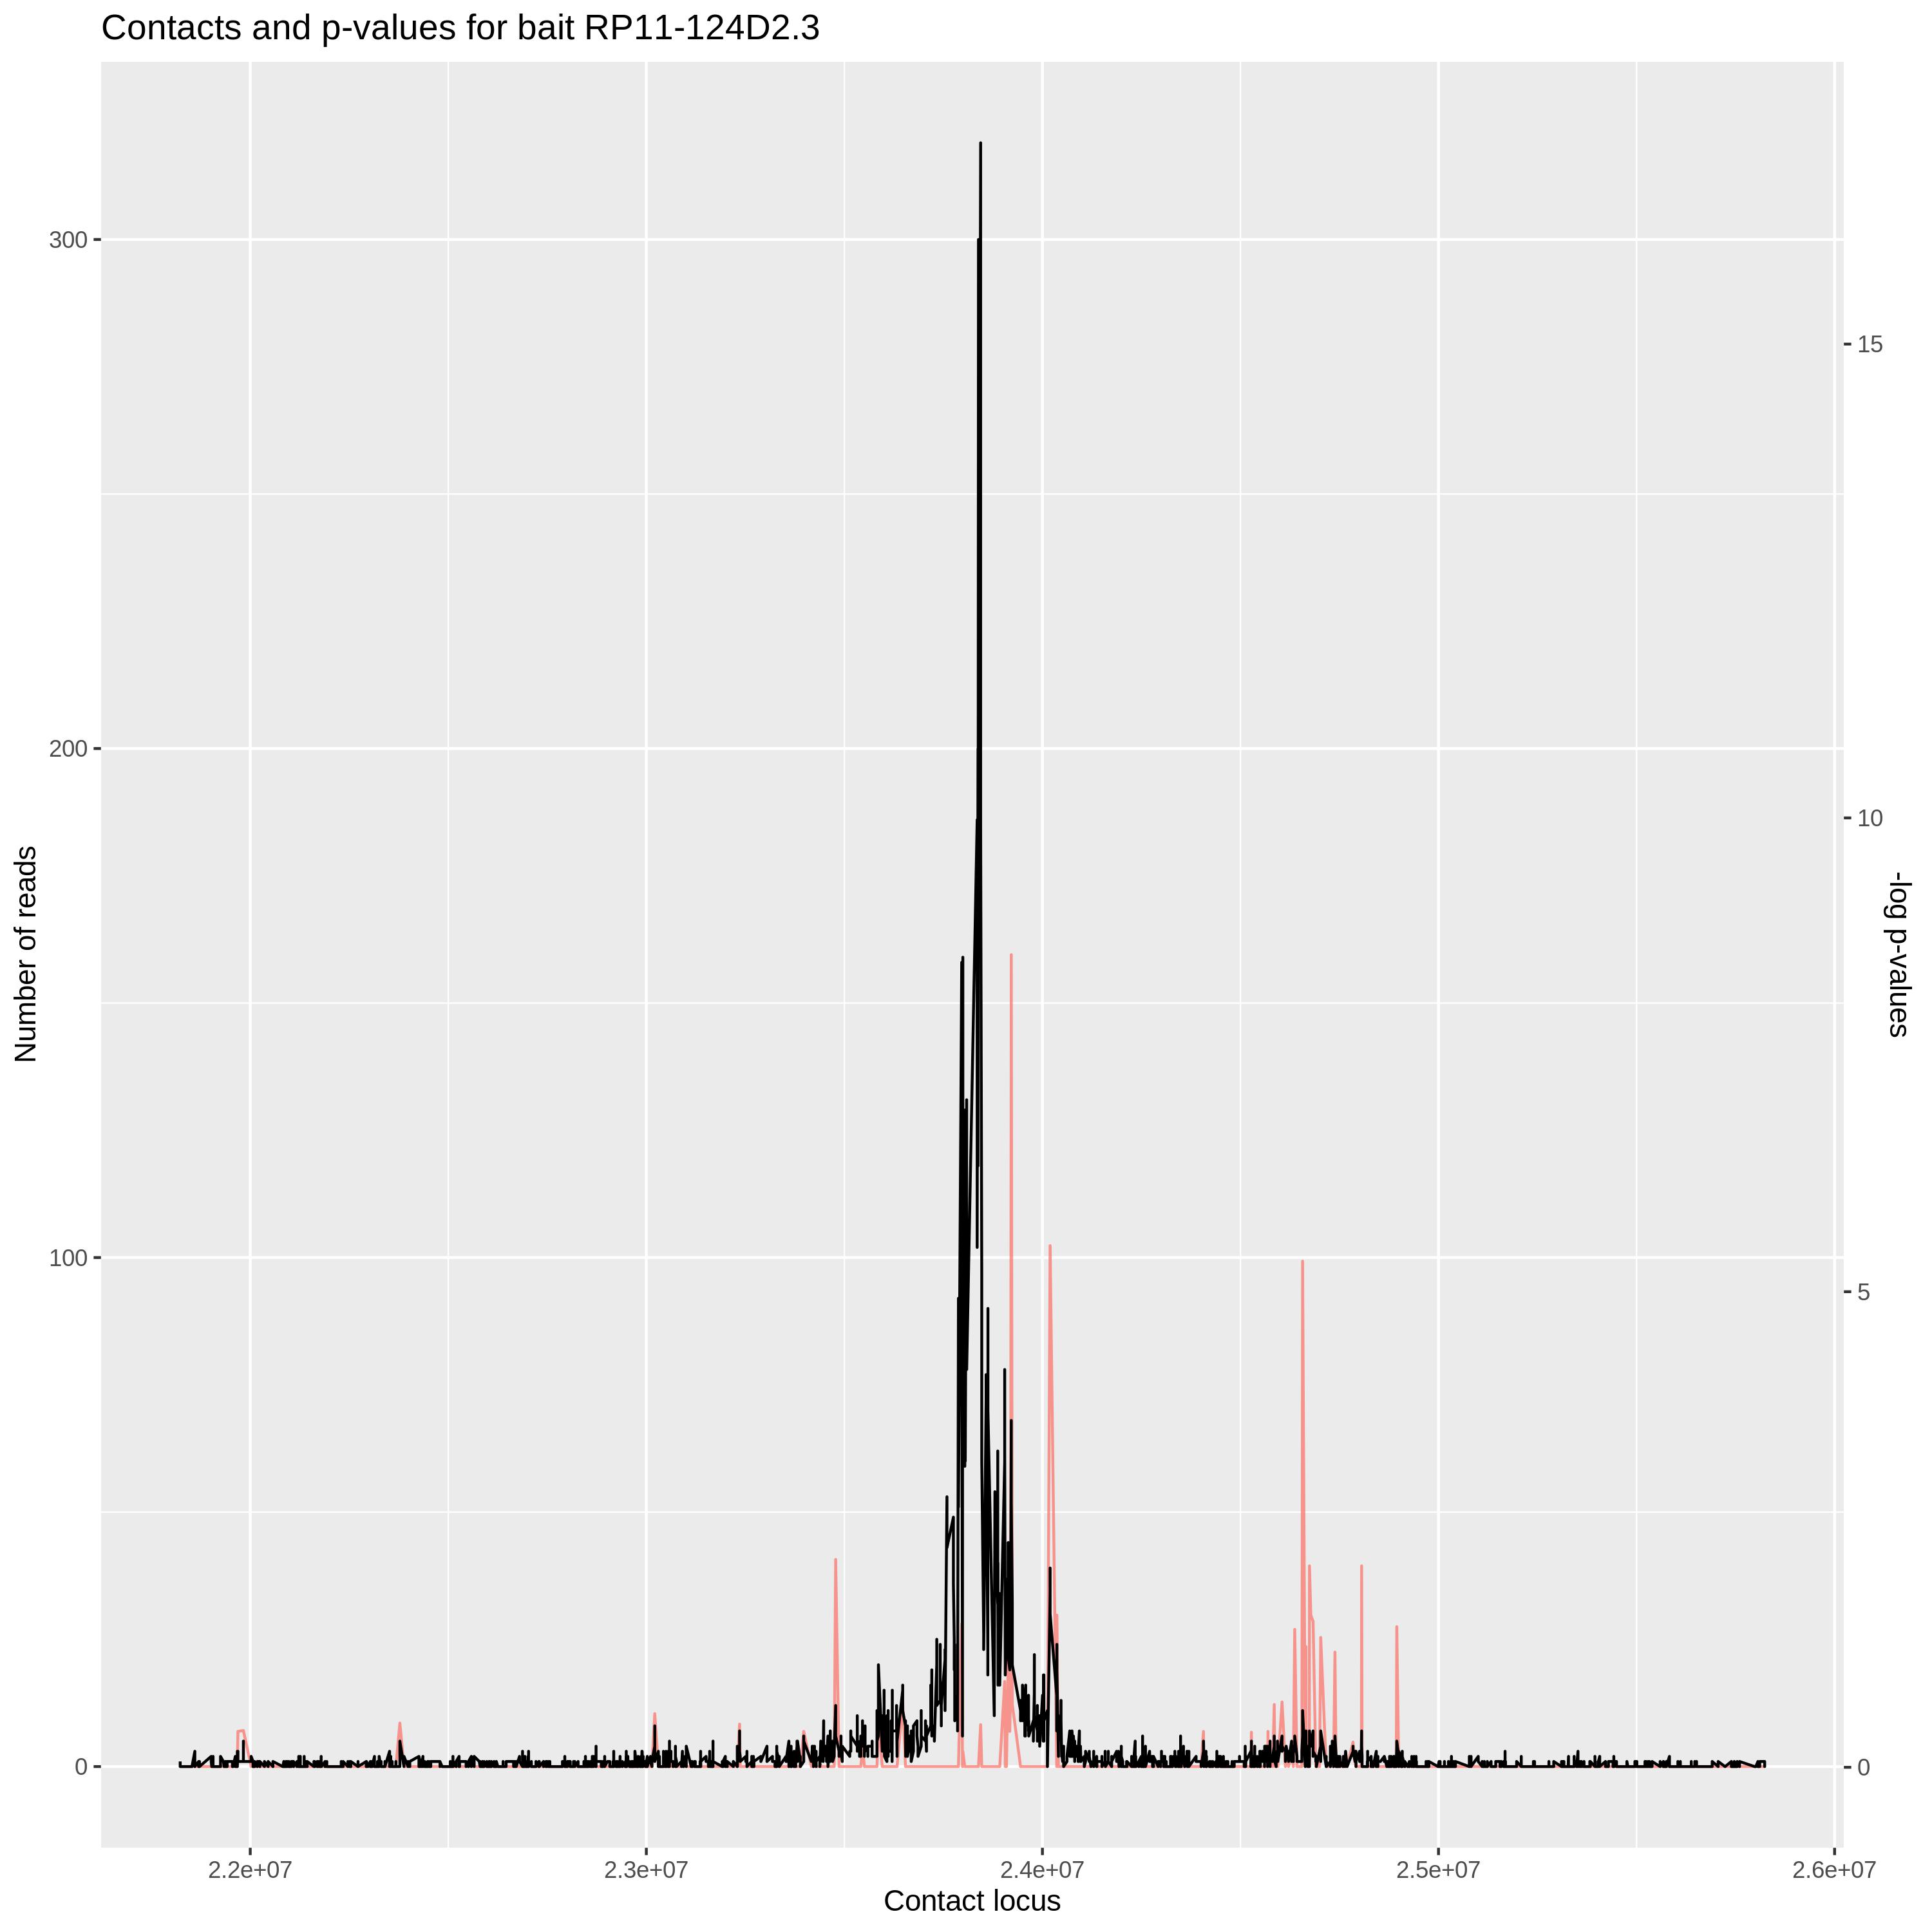 Contacts and p-values for bait RP11-124D2.3
300
200
100
0
Number of reads
15
10
5
0
-log p-values
2.2e+07 2.3e+07 2.4e+07 2.5e+07 2.6e+07
Contact locus